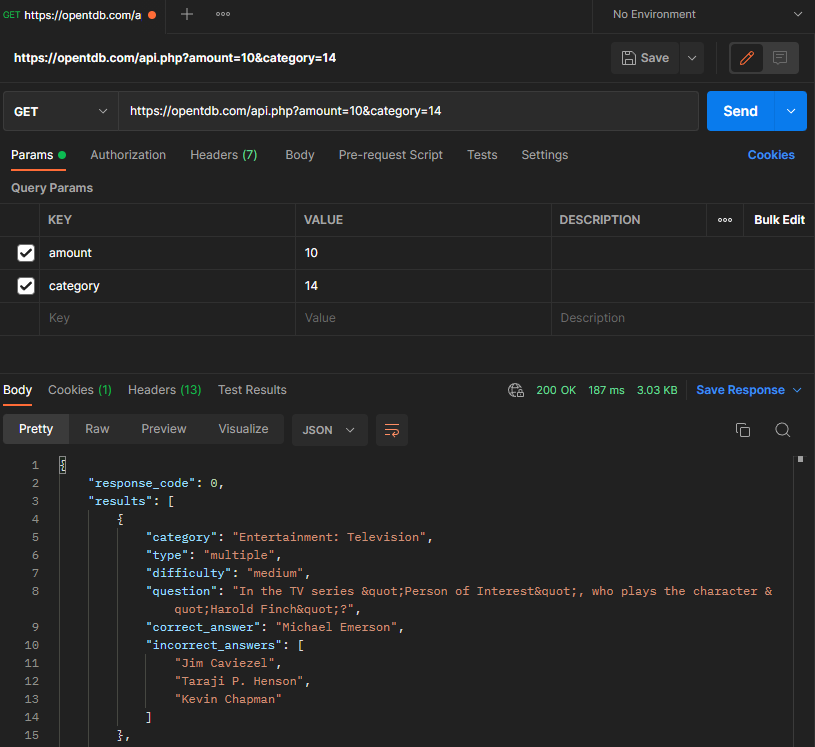 GET https://opentdb.com/a
No Environment
https://opentdb.com/api.php?amount=10&category=14
Save
GET
https://opentdb.com/api.php?amount=10&category=14
Send
Params Authorization Headers (7) Body Pre-request Script Tests Settings Cookies
Query Params
KEY VALUE DESCRIPTION Bulk Edit
amount 10
category 14
Key Value Description
Body Cookies (1) Headers (13) Test Results 200 OK 187 ms 3.03 KB Save Response
Pretty Raw Preview Visualize JSON
1 {
2 "response_code": 0,
3 "results": [
4 {
5 "category": "Entertainment: Television",
6 "type": "multiple",
7 "difficulty": "medium",
8 "question": "In the TV series &quot;Person of Interest&quot;, who plays the character &
quot;Harold Finch&quot;?",
9 "correct_answer": "Michael Emerson",
10 "incorrect_answers": [
11 "Jim Caviezel",
12 "Taraji P. Henson",
13 "Kevin Chapman"
14 ]
15 },